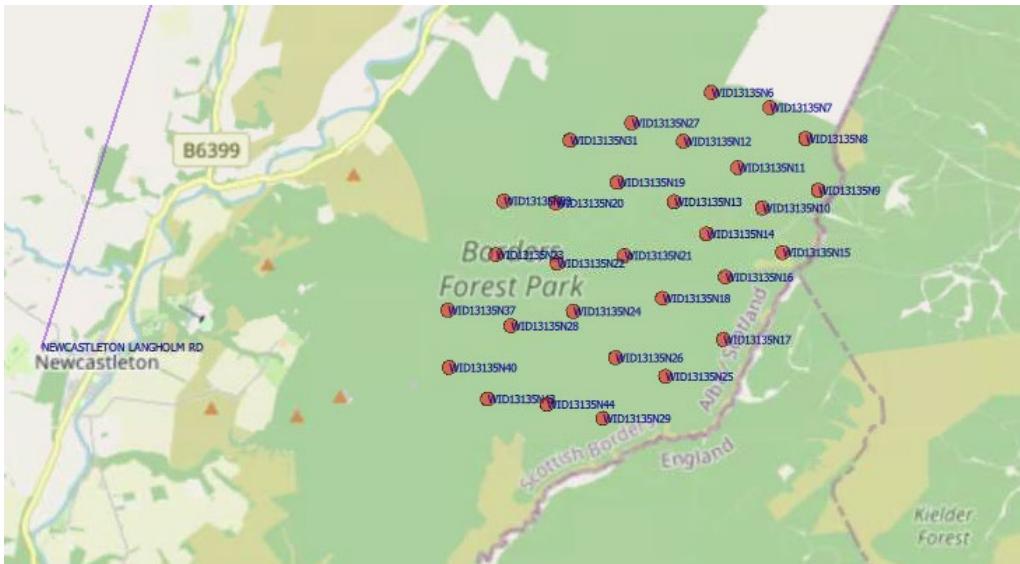 WID13135N6
WID13135N7
WID13135N27
WID13135N8
WID13135N31
WID13135N12
B6399
WID13135N11
WID13135N19
WID13135N9
WID13135N20
WID13135N13
WID13135N10
WID13135N14
Borders
Forest Park
WID13135N21
WID13135N15
WID13135N22
WID13135N16
WID13135N18
WID13135N37
WID13135N24
WID13135N28
WID13135N17
NEWCASTLETON LANGHOLM RD
Newcastleton
WID13135N26
WID13135N40
WID13135N25
Alba / Scotland
WID13135N44
WID13135N29
Scottish Borders
England
Kielder
Forest